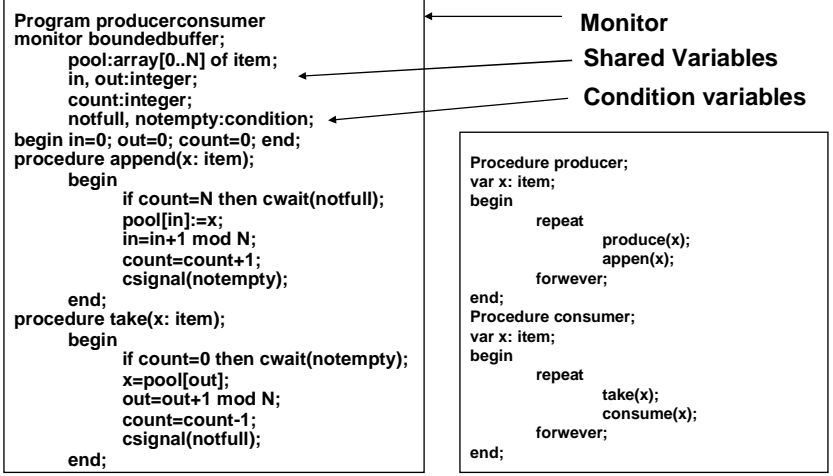 Program producerconsumer
monitor boundedbuffer;
pool:array[0..N] of item;
in, out:integer;
count:integer;
notfull, notempty:condition;
begin in=0; out=0; count=0; end;
procedure append(x: item);
begin
if count=N then cwait(notfull);
pool[in]:=x;
in=in+1 mod N;
count=count+1;
csignal(notempty);
end;
procedure take(x: item);
begin
if count=0 then cwait(notempty);
x=pool[out];
out=out+1 mod N;
count=count-1;
csignal(notfull);
end;
Monitor
Shared Variables
Condition variables
Procedure producer;
var x: item;
begin
repeat
produce(x);
appen(x);
forwever;
end;
Procedure consumer;
var x: item;
begin
repeat
take(x);
consume(x);
forwever;
end;